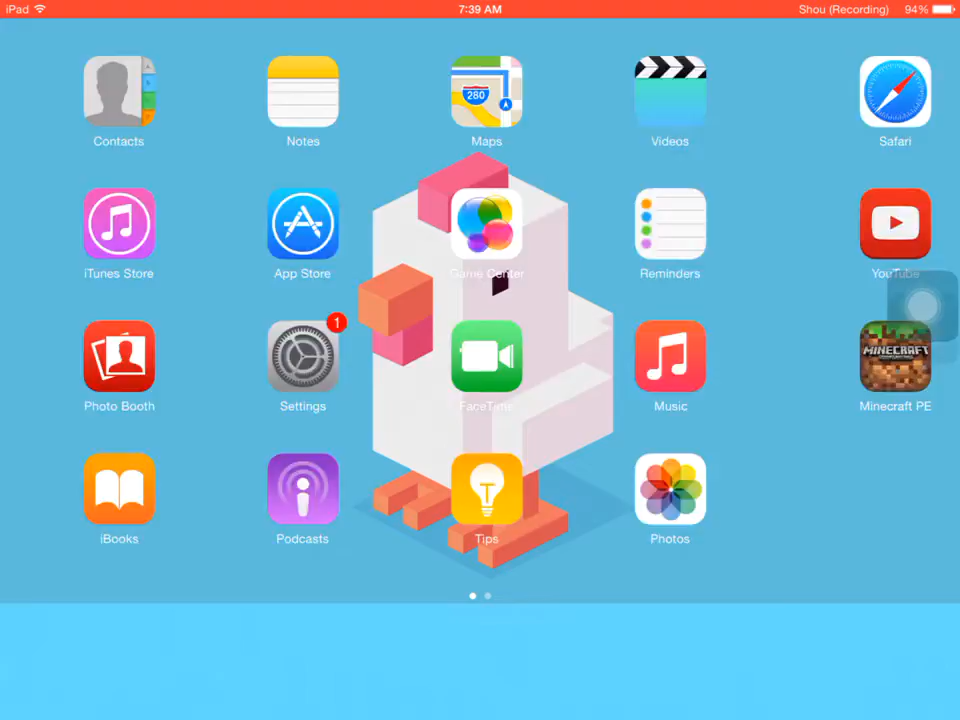 iPad 7:39 AM Shou (Recording) 94%
280
Contacts Notes Maps Videos Safari
iTunes Store App Store Game Center Reminders YouTube
1
MINECRAFT
Photo Booth Settings FaceTime Music Minecraft PE
iBooks Podcasts Tips Photos